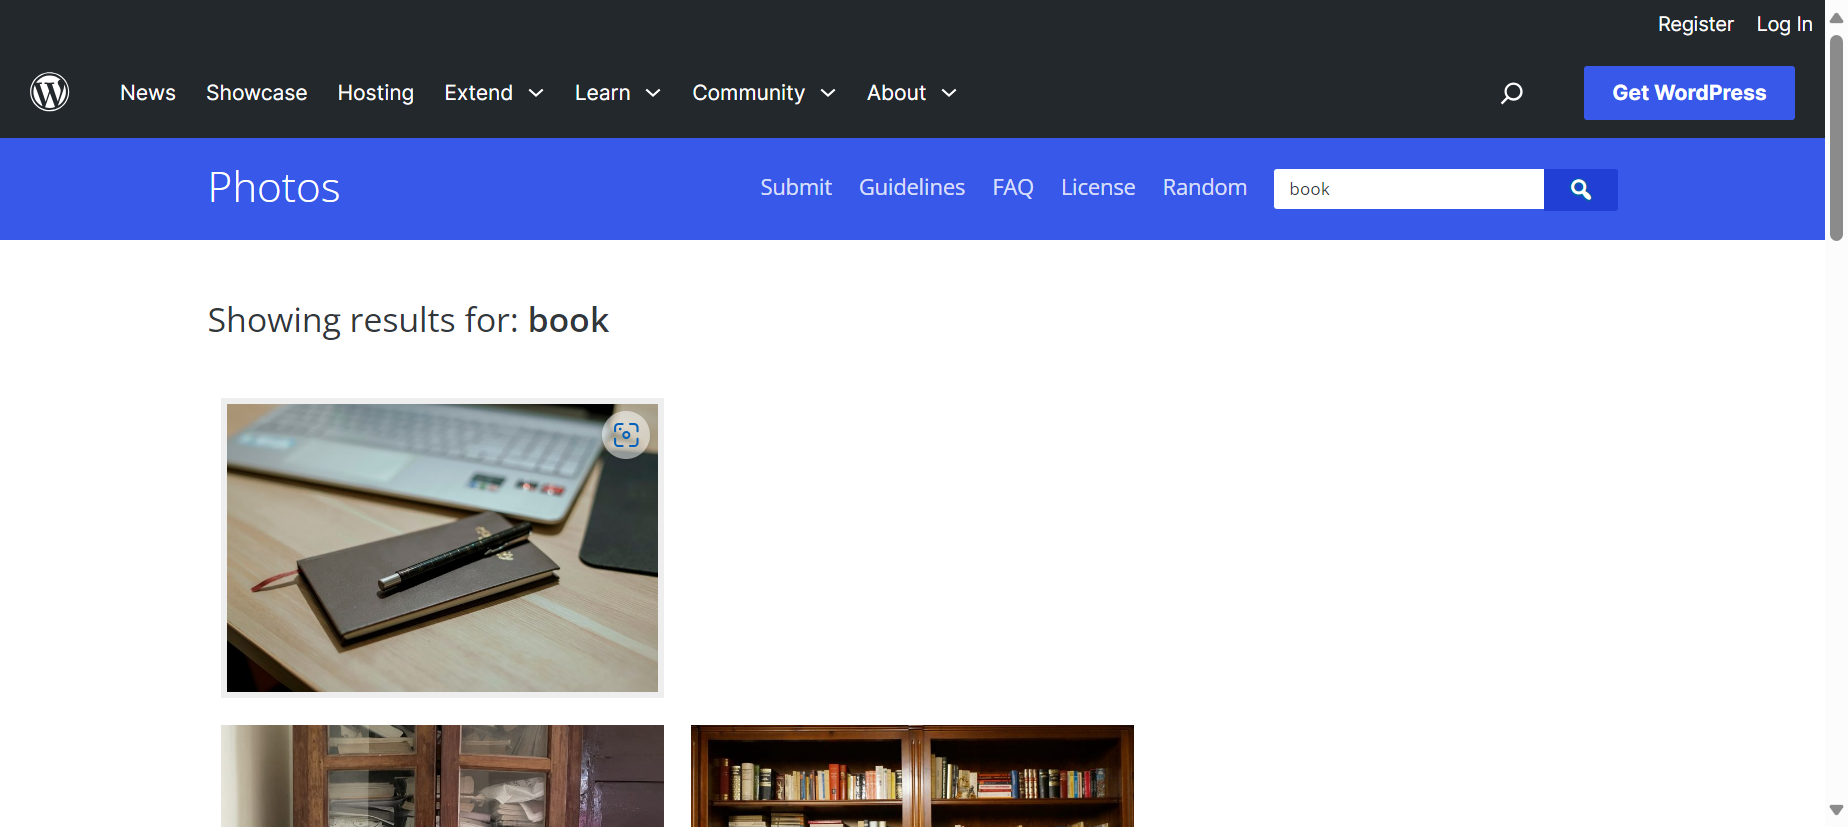 Register Log In
News Showcase Hosting Extend Learn Community About Get WordPress
Photos Submit Guidelines FAQ License Random book
Showing results for: book